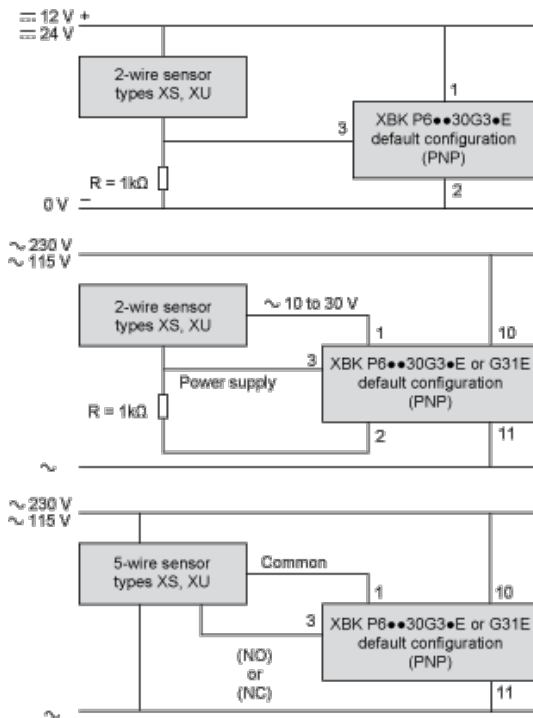 ⎓ 12 V +
⎓ 24 V
2-wire sensor
types XS, XU
1
3
XBK P6●●30G3●E
default configuration
(PNP)
R = 1kΩ
2
0 V −
∼ 230 V
∼ 115 V
2-wire sensor
types XS, XU
∼ 10 to 30 V
1
10
3
Power supply
XBK P6●●30G3●E or G31E
default configuration
(PNP)
R = 1kΩ
2
11
∼
∼ 230 V
∼ 115 V
5-wire sensor
types XS, XU
Common
1
10
3
XBK P6●●30G3●E or G31E
default configuration
(PNP)
(NO)
or
(NC)
11
∼